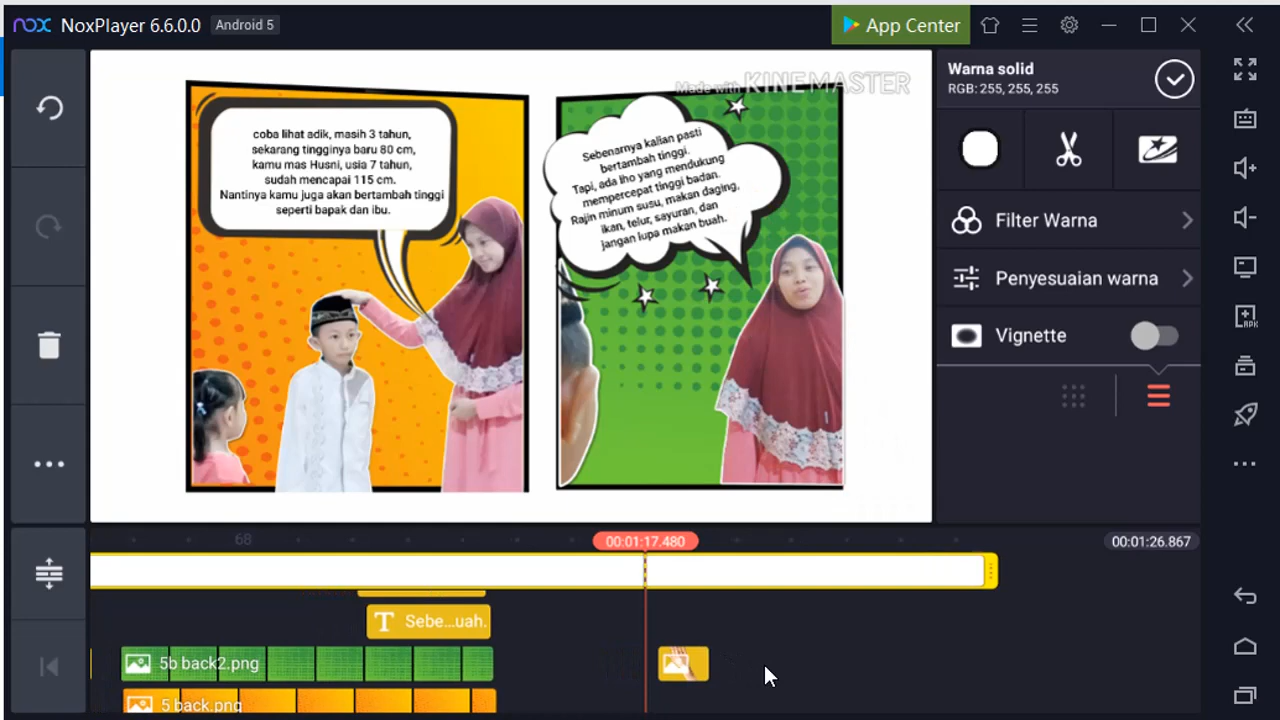 nox NoxPlayer 6.6.0.0 Android 5
App Center
Made with KINEMASTER
coba lihat adik, masih 3 tahun,
sekarang tingginya baru 80 cm,
kamu mas Husni, usia 7 tahun,
sudah mencapai 115 cm.
Nantinya kamu juga akan bertambah tinggi
seperti bapak dan ibu.
Sebenarnya kalian pasti
bertambah tinggi.
Tapi, ada lho yang mendukung
mempercepat tinggi badan.
Rajin minum susu, makan daging,
ikan, telur, sayuran, dan
jangan lupa makan buah.
Warna solid
RGB: 255, 255, 255
Filter Warna
Penyesuaian warna
Vignette
APK
68
00:01:17.480
00:01:26.867
T Sebe...uah.
5b back2.png
5 back.png